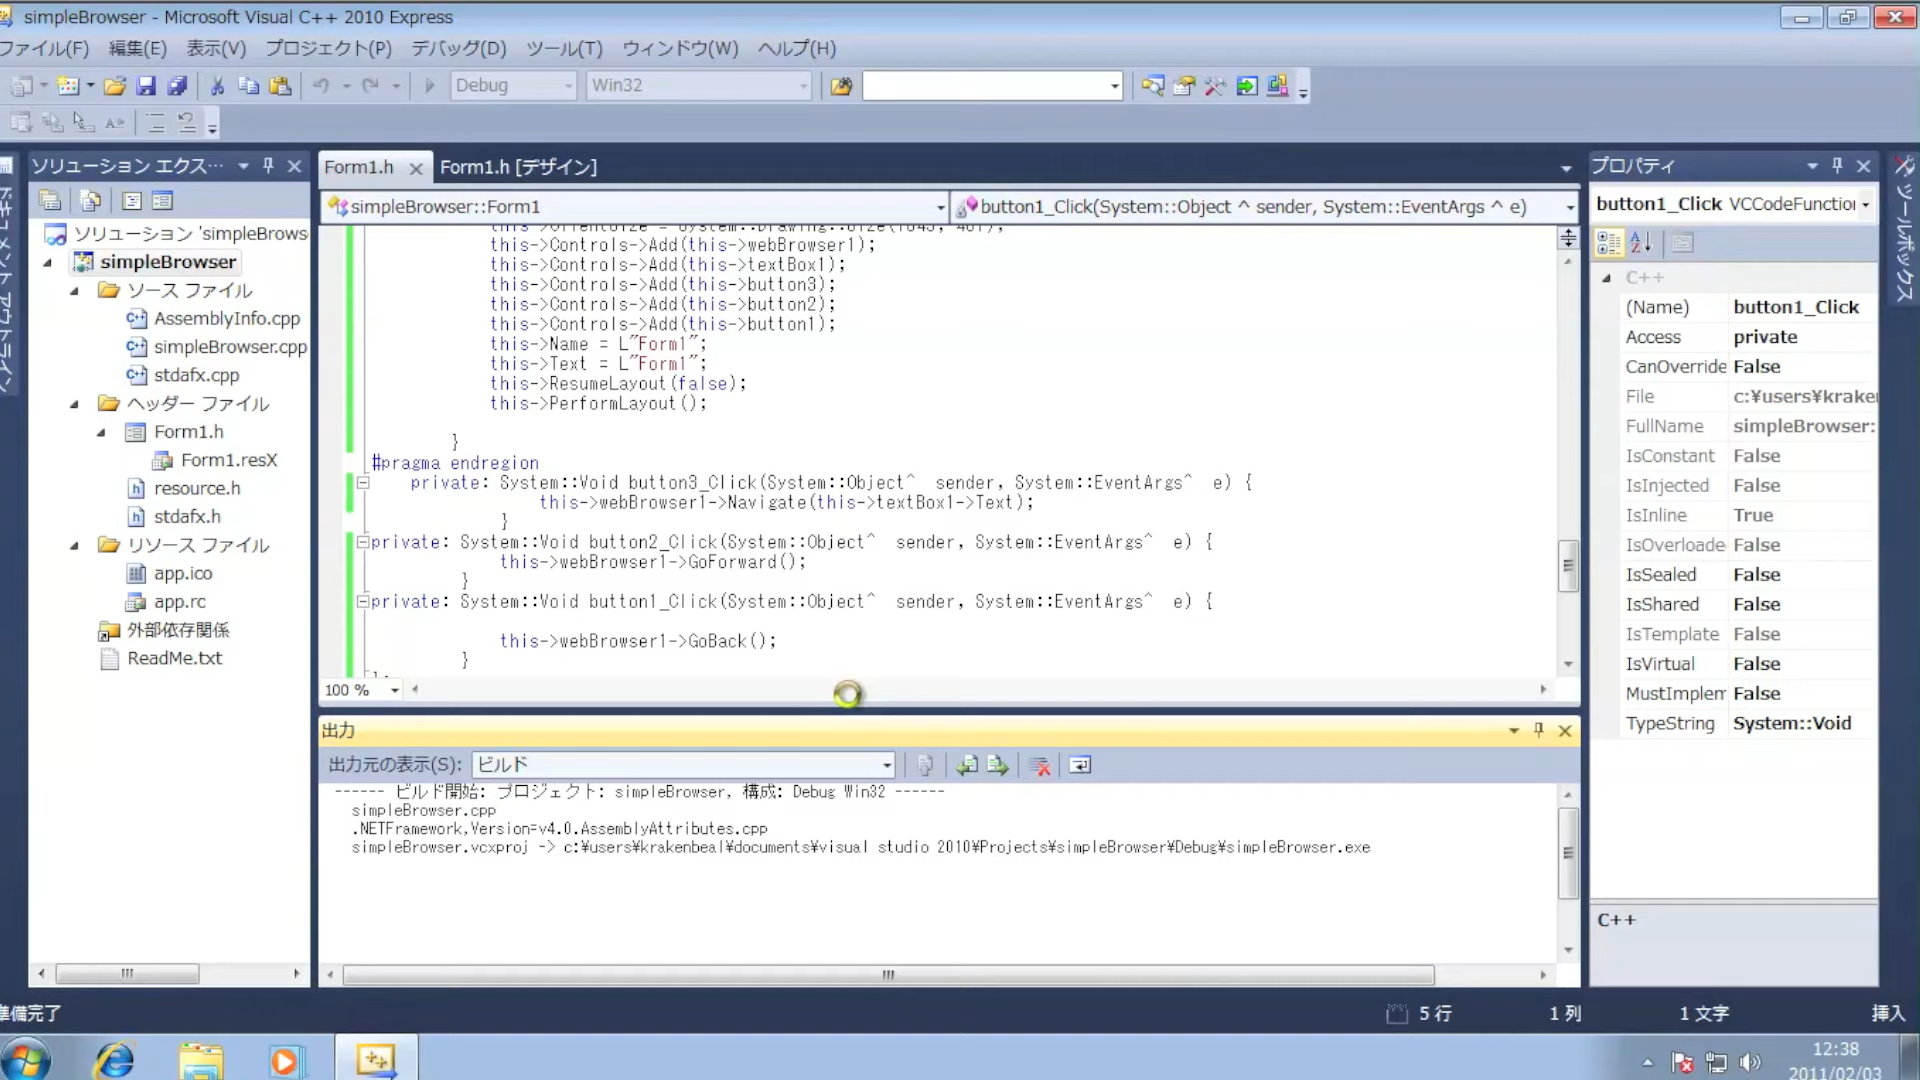 simpleBrowser - Microsoft Visual C++ 2010 Express
ファイル(F) 編集(E) 表示(V) プロジェクト(P) デバッグ(D) ツール(T) ウィンドウ(W) ヘルプ(H)
Debug Win32
ソリューション エクス…
ソリューション 'simpleBrows
simpleBrowser
ソース ファイル
AssemblyInfo.cpp
simpleBrowser.cpp
stdafx.cpp
ヘッダー ファイル
Form1.h
Form1.resX
resource.h
stdafx.h
リソース ファイル
app.ico
app.rc
外部依存関係
ReadMe.txt
Form1.h Form1.h [デザイン]
simpleBrowser::Form1 button1_Click(System::Object ^ sender, System::EventArgs ^ e)
this->Controls->Add(this->webBrowser1);
this->Controls->Add(this->textBox1);
this->Controls->Add(this->button3);
this->Controls->Add(this->button2);
this->Controls->Add(this->button1);
this->Name = L"Form1";
this->Text = L"Form1";
this->ResumeLayout(false);
this->PerformLayout();
}
#pragma endregion
private: System::Void button3_Click(System::Object^  sender, System::EventArgs^  e) {
this->webBrowser1->Navigate(this->textBox1->Text);
}
private: System::Void button2_Click(System::Object^  sender, System::EventArgs^  e) {
this->webBrowser1->GoForward();
}
private: System::Void button1_Click(System::Object^  sender, System::EventArgs^  e) {
this->webBrowser1->GoBack();
}
100 %
出力
出力元の表示(S): ビルド
------ ビルド開始: プロジェクト: simpleBrowser, 構成: Debug Win32 ------
simpleBrowser.cpp
.NETFramework,Version=v4.0.AssemblyAttributes.cpp
simpleBrowser.vcxproj -> c:¥users¥krakenbeal¥documents¥visual studio 2010¥Projects¥simpleBrowser¥Debug¥simpleBrowser.exe
プロパティ
button1_Click VCCodeFunction
C++
(Name) button1_Click
Access private
CanOverride False
File c:¥users¥kraker
FullName simpleBrowser:
IsConstant False
IsInjected False
IsInline True
IsOverloade False
IsSealed False
IsShared False
IsTemplate False
IsVirtual False
MustImplem False
TypeString System::Void
C++
ツールボックス
準備完了 5 行 1 列 1 文字 挿入
12:38
2011/02/03